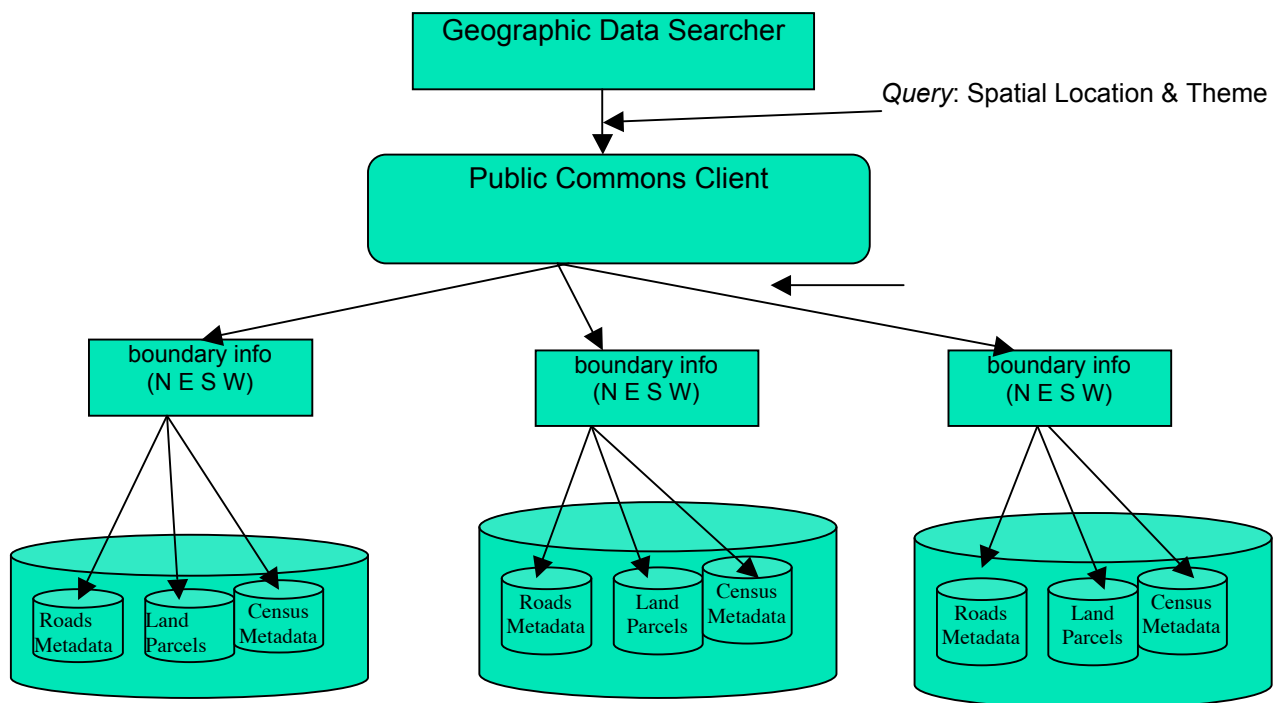 Geographic Data Searcher
Query: Spatial Location & Theme
Public Commons Client
boundary info
(N E S W)
boundary info
(N E S W)
boundary info
(N E S W)
Roads
Metadata
Land
Parcels
Census
Metadata
Roads
Metadata
Land
Parcels
Census
Metadata
Roads
Metadata
Land
Parcels
Census
Metadata